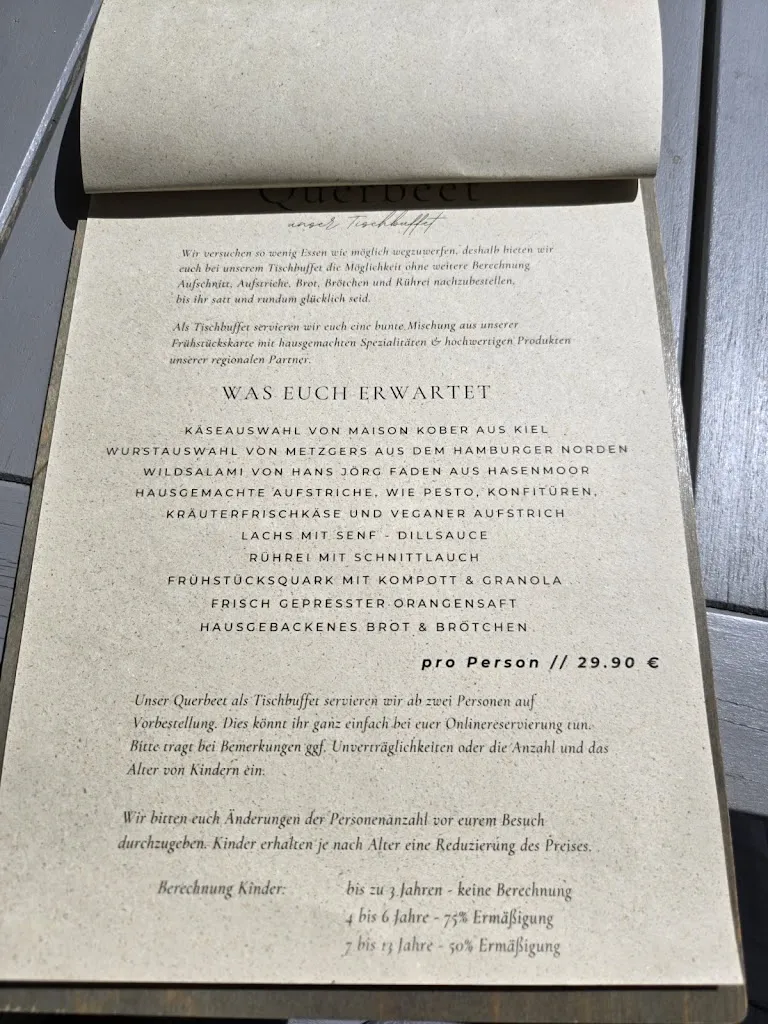 Querbeet
unser Tischbuffet
Wir versuchen so wenig Essen wie möglich wegzuwerfen, deshalb bieten wir
euch bei unserem Tischbuffet die Möglichkeit ohne weitere Berechnung
Aufschnitt, Aufstriche, Brot, Brötchen und Rührei nachzubestellen,
bis ihr satt und rundum glücklich seid.
Als Tischbuffet servieren wir euch eine bunte Mischung aus unserer
Frühstückskarte mit hausgemachten Spezialitäten & hochwertigen Produkten
unserer regionalen Partner.
WAS EUCH ERWARTET
KÄSEAUSWAHL VON MAISON KOBER AUS KIEL
WURSTAUSWAHL VON METZGERS AUS DEM HAMBURGER NORDEN
WILDSALAMI VON HANS JÖRG FADEN AUS HASENMOOR
HAUSGEMACHTE AUFSTRICHE, WIE PESTO, KONFITÜREN,
KRÄUTERFRISCHKÄSE UND VEGANER AUFSTRICH
LACHS MIT SENF - DILLSAUCE
RÜHREI MIT SCHNITTLAUCH
FRÜHSTÜCKSQUARK MIT KOMPOTT & GRANOLA
FRISCH GEPRESSTER ORANGENSAFT
HAUSGEBACKENES BROT & BRÖTCHEN
pro Person // 29.90 €
Unser Querbeet als Tischbuffet servieren wir ab zwei Personen auf
Vorbestellung. Dies könnt ihr ganz einfach bei euer Onlinereservierung tun.
Bitte tragt bei Bemerkungen ggf. Unverträglichkeiten oder die Anzahl und das
Alter von Kindern ein.
Wir bitten euch Änderungen der Personenanzahl vor eurem Besuch
durchzugeben. Kinder erhalten je nach Alter eine Reduzierung des Preises.
Berechnung Kinder: bis zu 3 Jahren - keine Berechnung
4 bis 6 Jahre - 75% Ermäßigung
7 bis 13 Jahre - 50% Ermäßigung